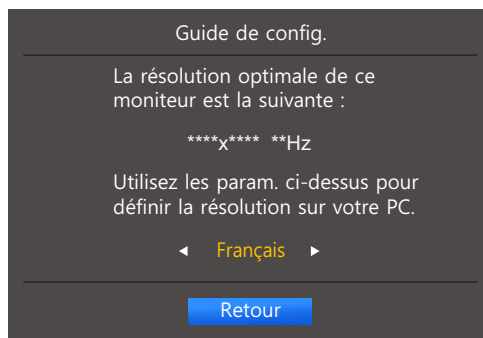 Guide de config.
La résolution optimale de ce
moniteur est la suivante :
****x**** **Hz
Utilisez les param. ci-dessus pour
définir la résolution sur votre PC.
Français
Retour